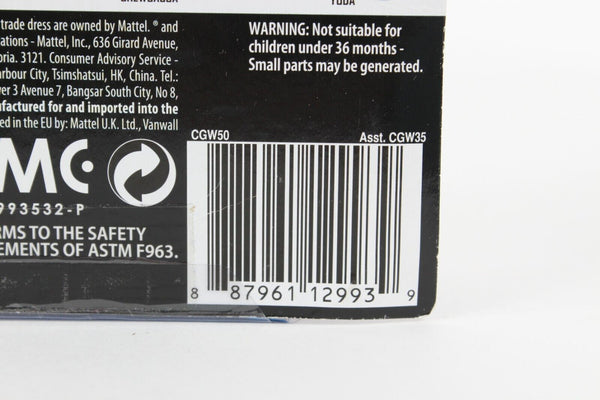 YODA
trade dress are owned by Mattel. ® and
ations - Mattel, Inc., 636 Girard Avenue,
oria. 3121. Consumer Advisory Service -
arbour City, Tsimshatsui, HK, China. Tel.:
er 3 Avenue 7, Bangsar South City, No 8,
ufactured for and imported into the
ed in the EU by: Mattel U.K. Ltd., Vanwall
WARNING: Not suitable for
children under 36 months -
Small parts may be generated.
MC
993532-P
RMS TO THE SAFETY
EMENTS OF ASTM F963.
CGW50 Asst. CGW35
8 87961 12993 9